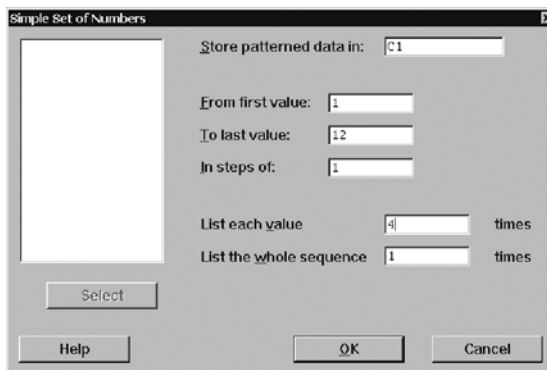 Simple Set of Numbers
Store patterned data in: C1
From first value: 1
To last value: 12
In steps of: 1
List each value 4 times
List the whole sequence 1 times
Select
Help OK Cancel